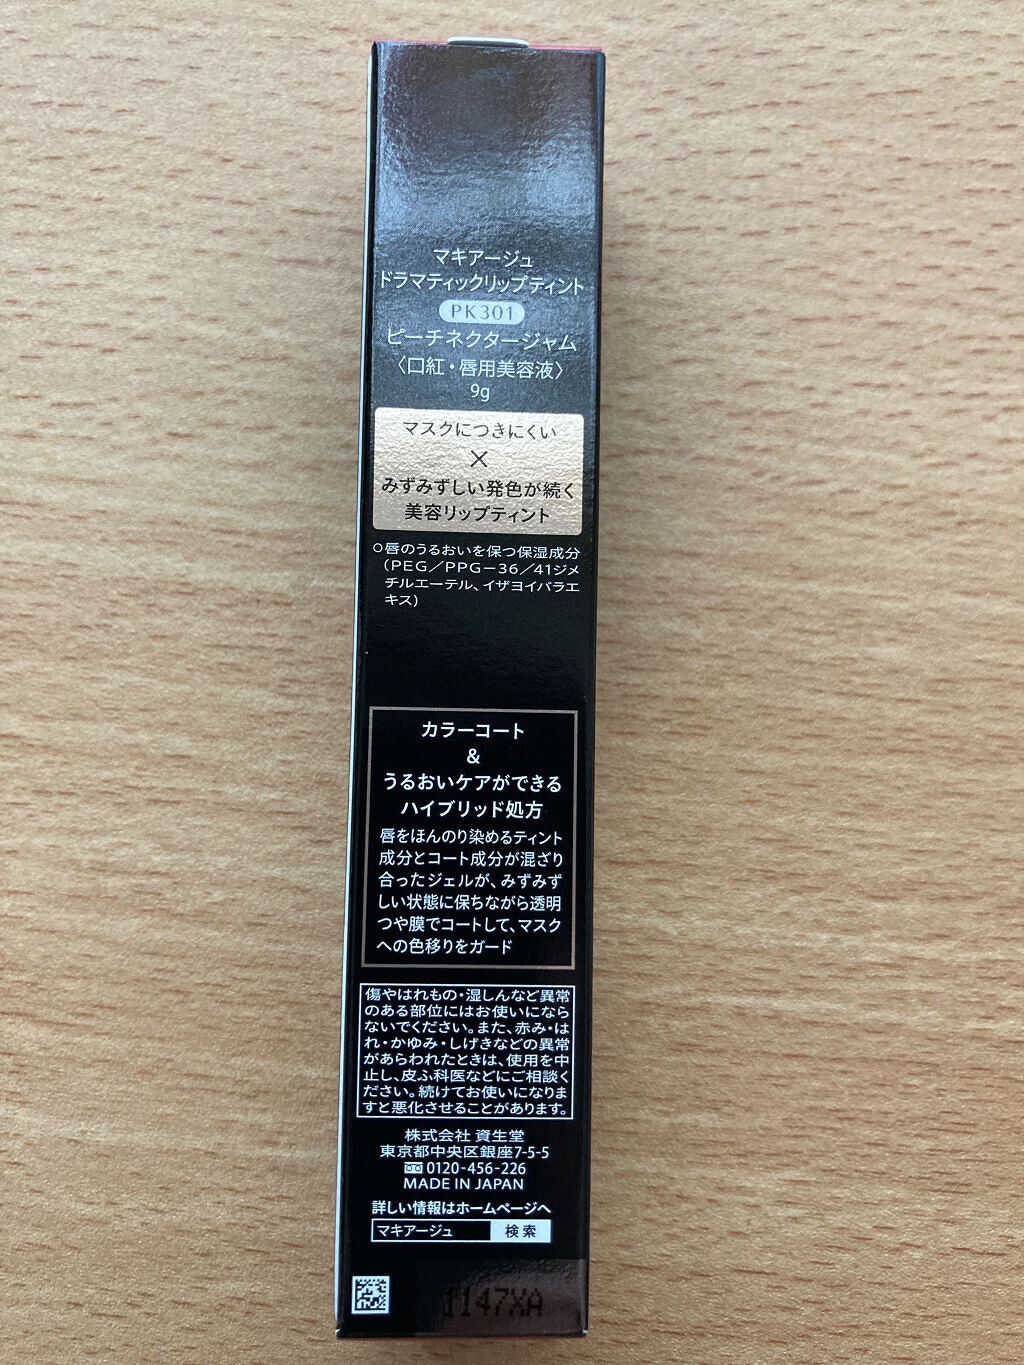 マキアージュ
ドラマティックリップティント
PK301
ピーチネクタージャム
〈口紅・唇用美容液〉
9g
マスクにつきにくい
×
みずみずしい発色が続く
美容リップティント
○唇のうるおいを保つ保湿成分
(PEG／PPG－36／41ジメ
チルエーテル、イザヨイバラエ
キス)
カラーコート
&
うるおいケアができる
ハイブリッド処方
唇をほんのり染めるティント
成分とコート成分が混ざり
合ったジェルが、みずみず
しい状態に保ちながら透明
つや膜でコートして、マスク
への色移りをガード
傷やはれもの・湿しんなど異常
のある部位にはお使いになら
ないでください。また、赤み・は
れ・かゆみ・しげきなどの異常
があらわれたときは、使用を中
止し、皮ふ科医などにご相談く
ださい。続けてお使いになりま
すと悪化させることがあります。
株式会社 資生堂
東京都中央区銀座7-5-5
0120-456-226
MADE IN JAPAN
詳しい情報はホームページへ
マキアージュ 検索
1147XA